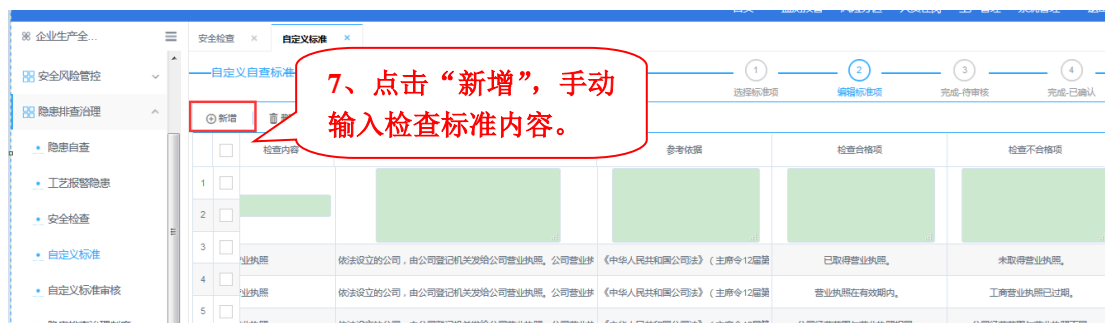 企业生产全...
安全检查 ×
自定义标准 ×
安全风险管控
隐患排查治理
隐患自查
工艺报警隐患
安全检查
自定义标准
自定义标准审核
自定义自查标准
7、点击“新增”，手动
输入检查标准内容。
1 2 3 4
选择标准项 编辑标准项 完成-待审核 完成-已确认
新增
检查内容 参考依据 检查合格项 检查不合格项
1
2
3
业执照 依法设立的公司，由公司登记机关发给公司营业执照。公司营业执 《中华人民共和国公司法》（主席令12届第 已取得营业执照。 未取得营业执照。
4
业执照 依法设立的公司，由公司登记机关发给公司营业执照。公司营业执 《中华人民共和国公司法》（主席令12届第 营业执照在有效期内。 工商营业执照已过期。
5